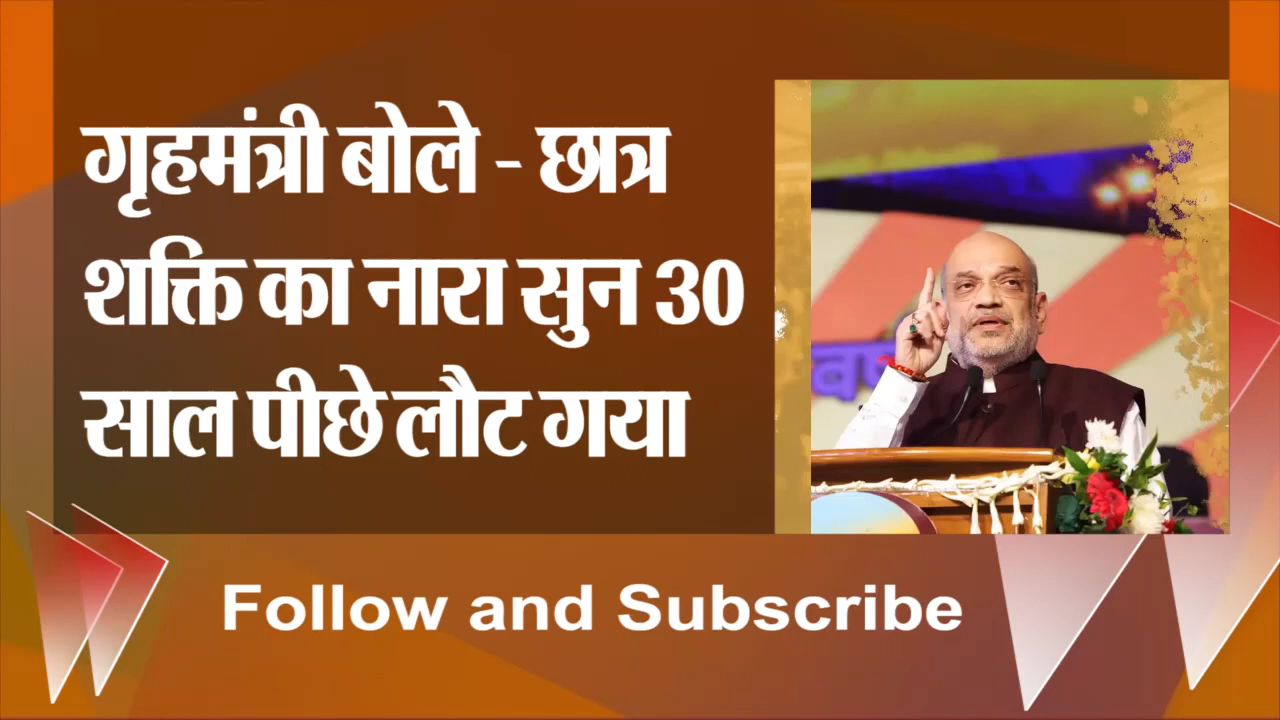 गृहमंत्री बोले - छात्र
शक्ति का नारा सुन 30
साल पीछे लौट गया
Follow and Subscribe